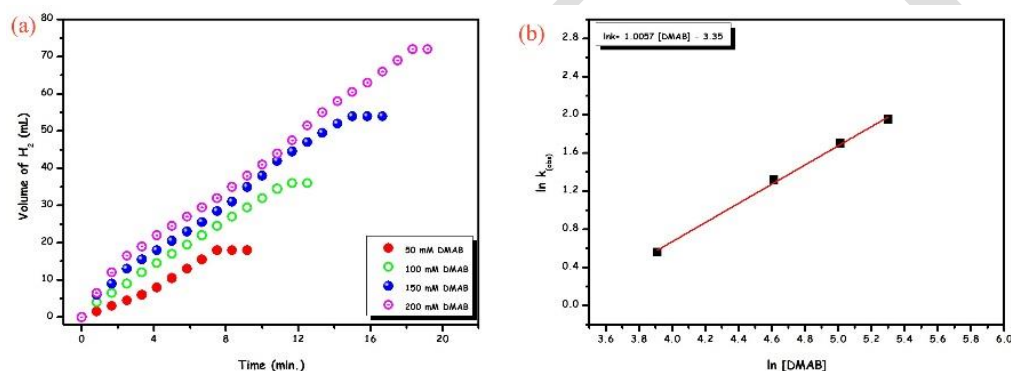 (a)
80
70
60
50
40
30
20
10
0
Volume of H2 (mL)
0 4 8 12 16 20
Time (min.)
50 mM DMAB
100 mM DMAB
150 mM DMAB
200 mM DMAB
(b)
lnk= 1.0057 [DMAB] - 3.35
2.8
2.4
2.0
1.6
1.2
0.8
0.4
0.0
ln k(obs)
3.6 3.8 4.0 4.2 4.4 4.6 4.8 5.0 5.2 5.4 5.6 5.8 6.0
ln [DMAB]